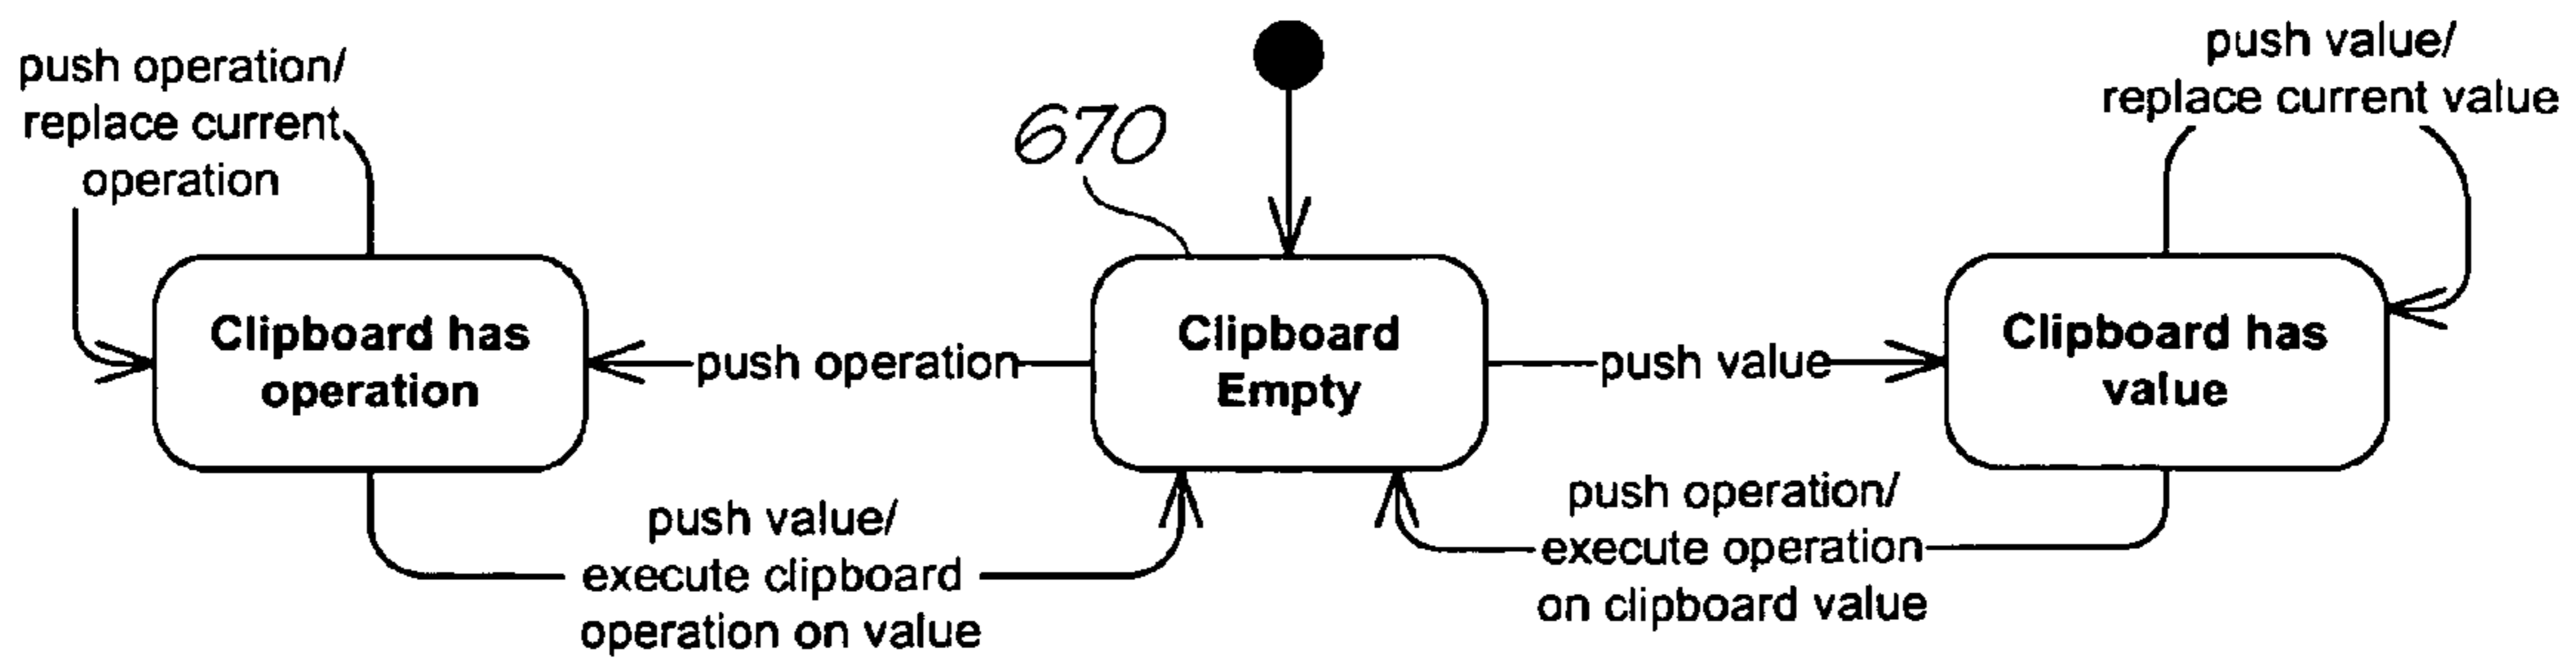 push operation/
replace current
operation
670
push value/
replace current value
Clipboard has
operation
push operation
Clipboard
Empty
push value
Clipboard has
value
push value/
execute clipboard
operation on value
push operation/
execute operation
on clipboard value